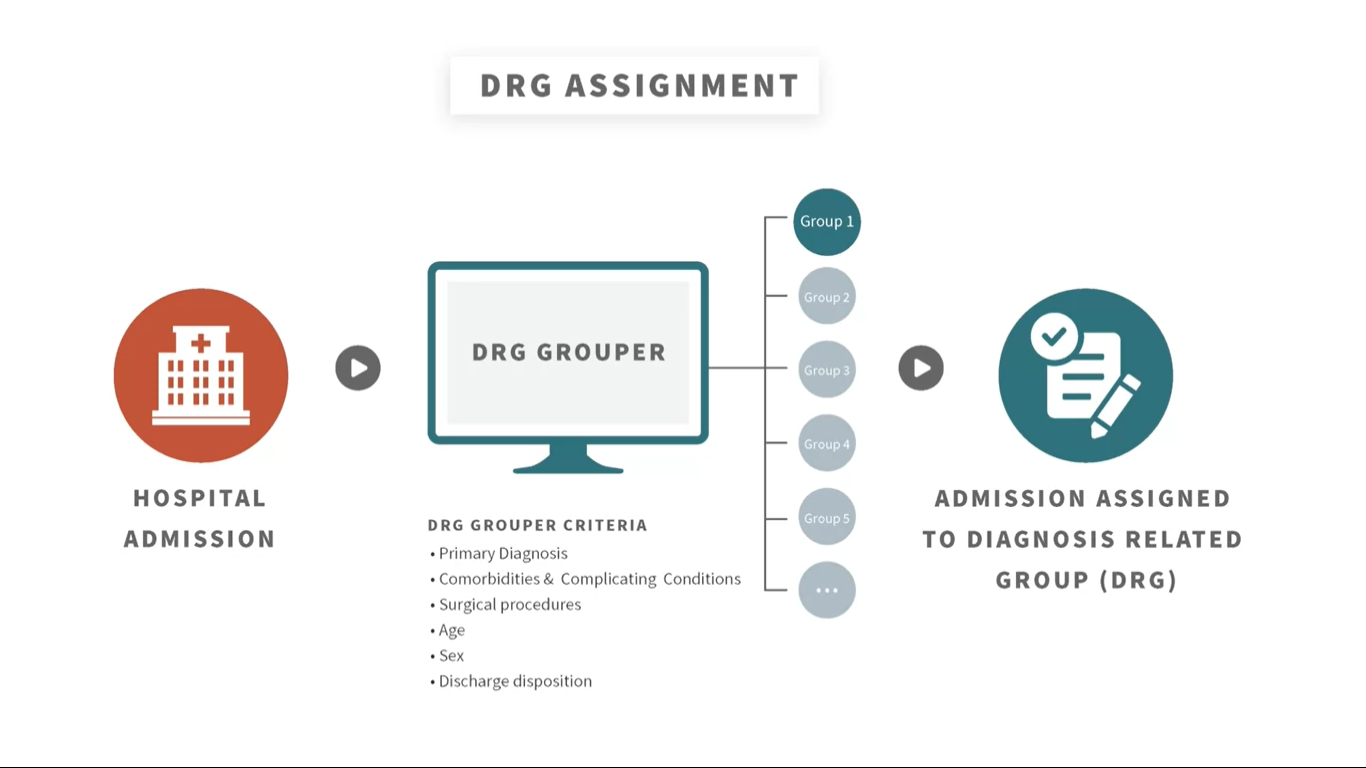 DRG ASSIGNMENT
HOSPITAL
ADMISSION
DRG GROUPER
DRG GROUPER CRITERIA
• Primary Diagnosis
• Comorbidities & Complicating Conditions
• Surgical procedures
• Age
• Sex
• Discharge disposition
Group 1
Group 2
Group 3
Group 4
Group 5
...
ADMISSION ASSIGNED
TO DIAGNOSIS RELATED
GROUP (DRG)